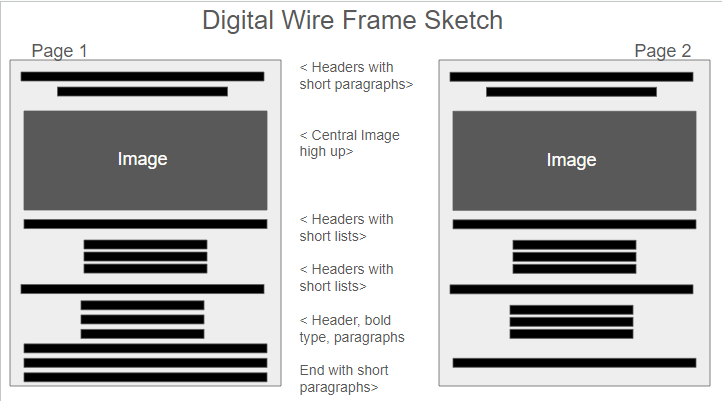 Digital Wire Frame Sketch
Page 1
Page 2
< Headers with
short paragraphs>
< Central Image
high up>
Image
Image
< Headers with
short lists>
< Headers with
short lists>
< Header, bold
type, paragraphs
End with short
paragraphs>